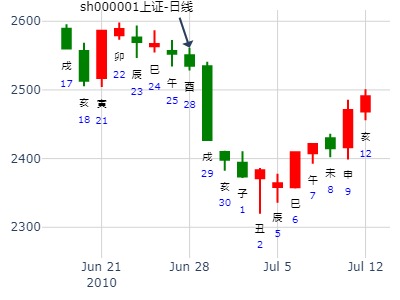 sh000001上证-日线
2600
2500
2400
2300
戌
17
亥
18
寅
21
卯
22
辰
23
巳
24
午
25
酉
28
戌
29
亥
30
子
1
丑
2
辰
5
巳
6
午
7
未
8
申
9
亥
12
Jun 21
2010
Jun 28
Jul 5
Jul 12